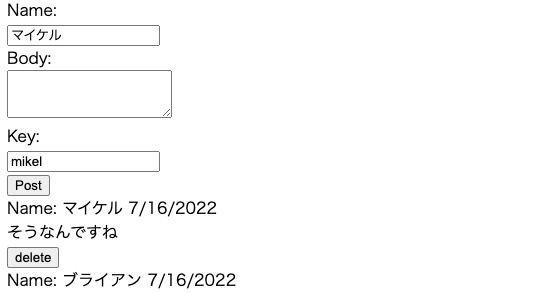 Name:
マイケル
Body:
Key:
mikel
Post
Name: マイケル 7/16/2022
そうなんですね
delete
Name: ブライアン 7/16/2022